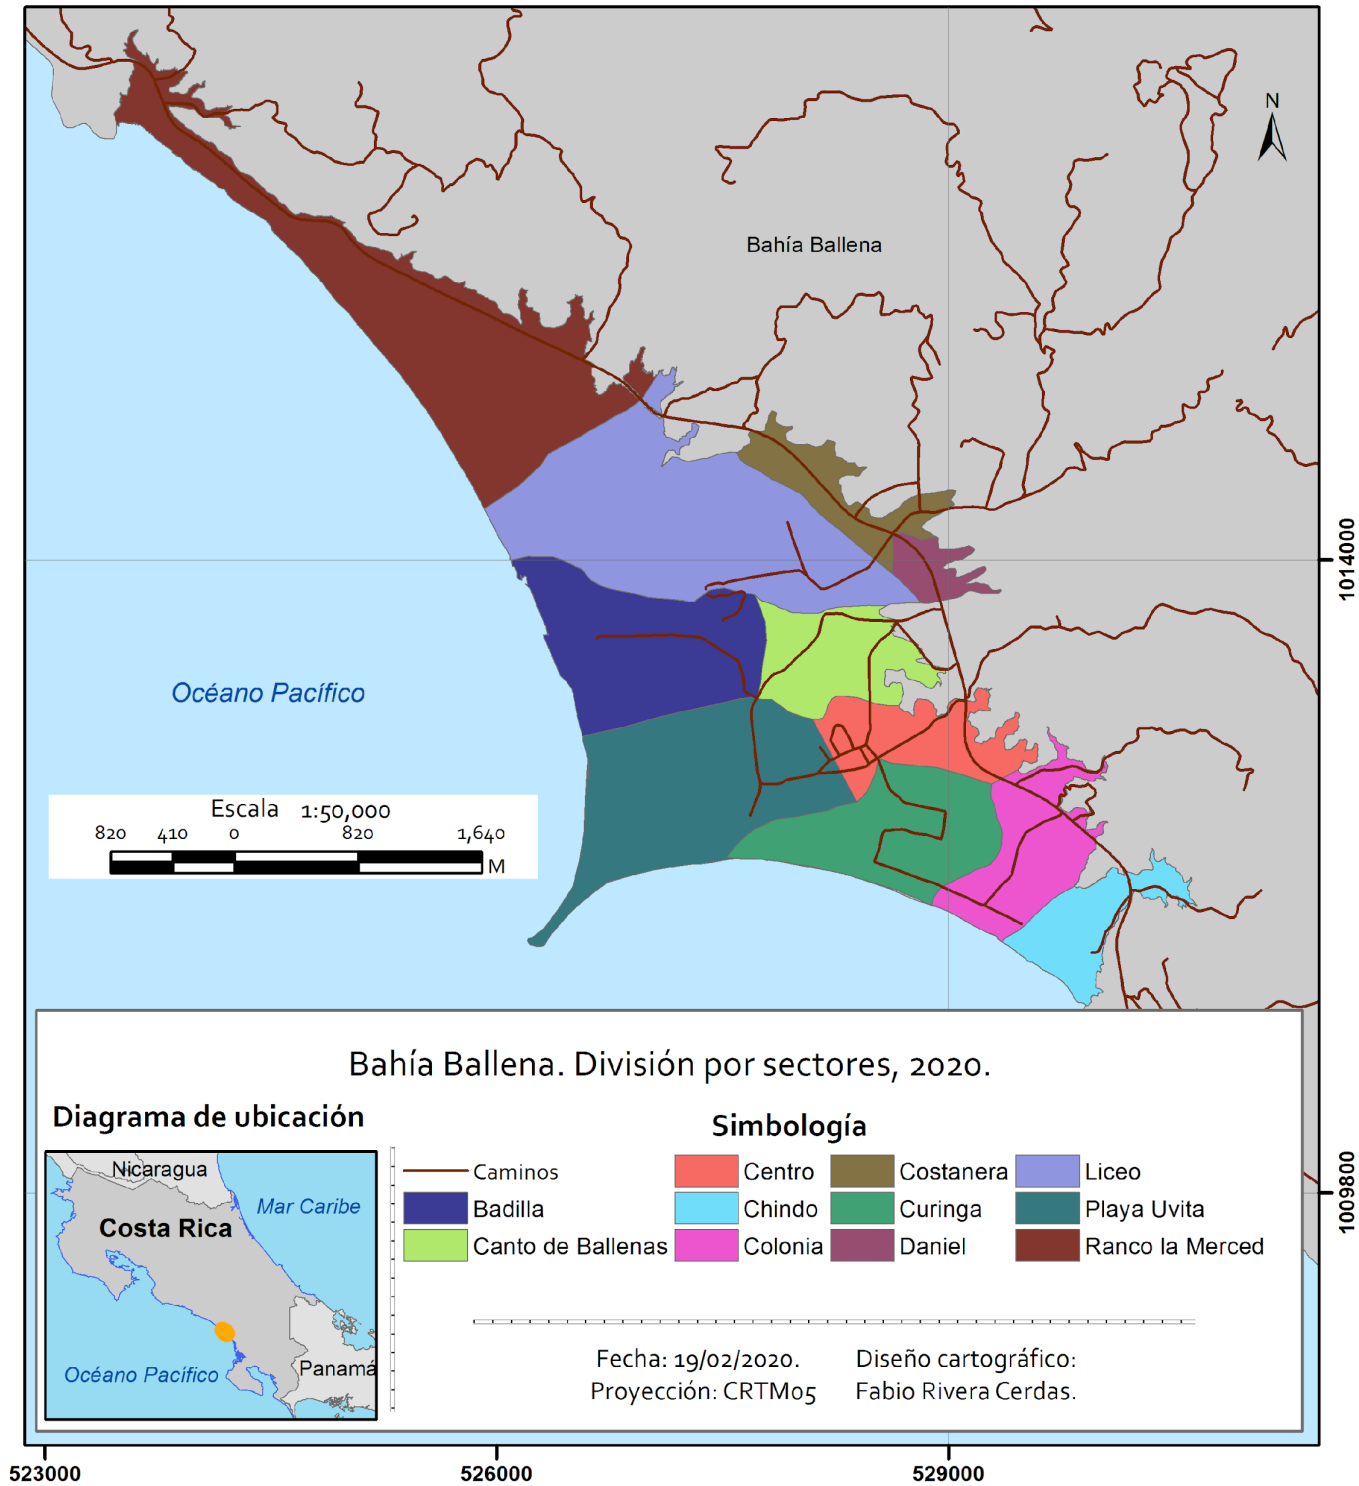 N
Bahía Ballena
Océano Pacífico
Escala 1:50,000
820 410 0 820 1,640
M
1014000
1009800
Bahía Ballena. División por sectores, 2020.
Diagrama de ubicación
Nicaragua
Mar Caribe
Costa Rica
Océano Pacífico
Panamá
Simbología
Caminos
Centro
Costanera
Liceo
Badilla
Chindo
Curinga
Playa Uvita
Canto de Ballenas
Colonia
Daniel
Ranco la Merced
Fecha: 19/02/2020.
Proyección: CRTM05
Diseño cartográfico:
Fabio Rivera Cerdas.
523000 526000 529000